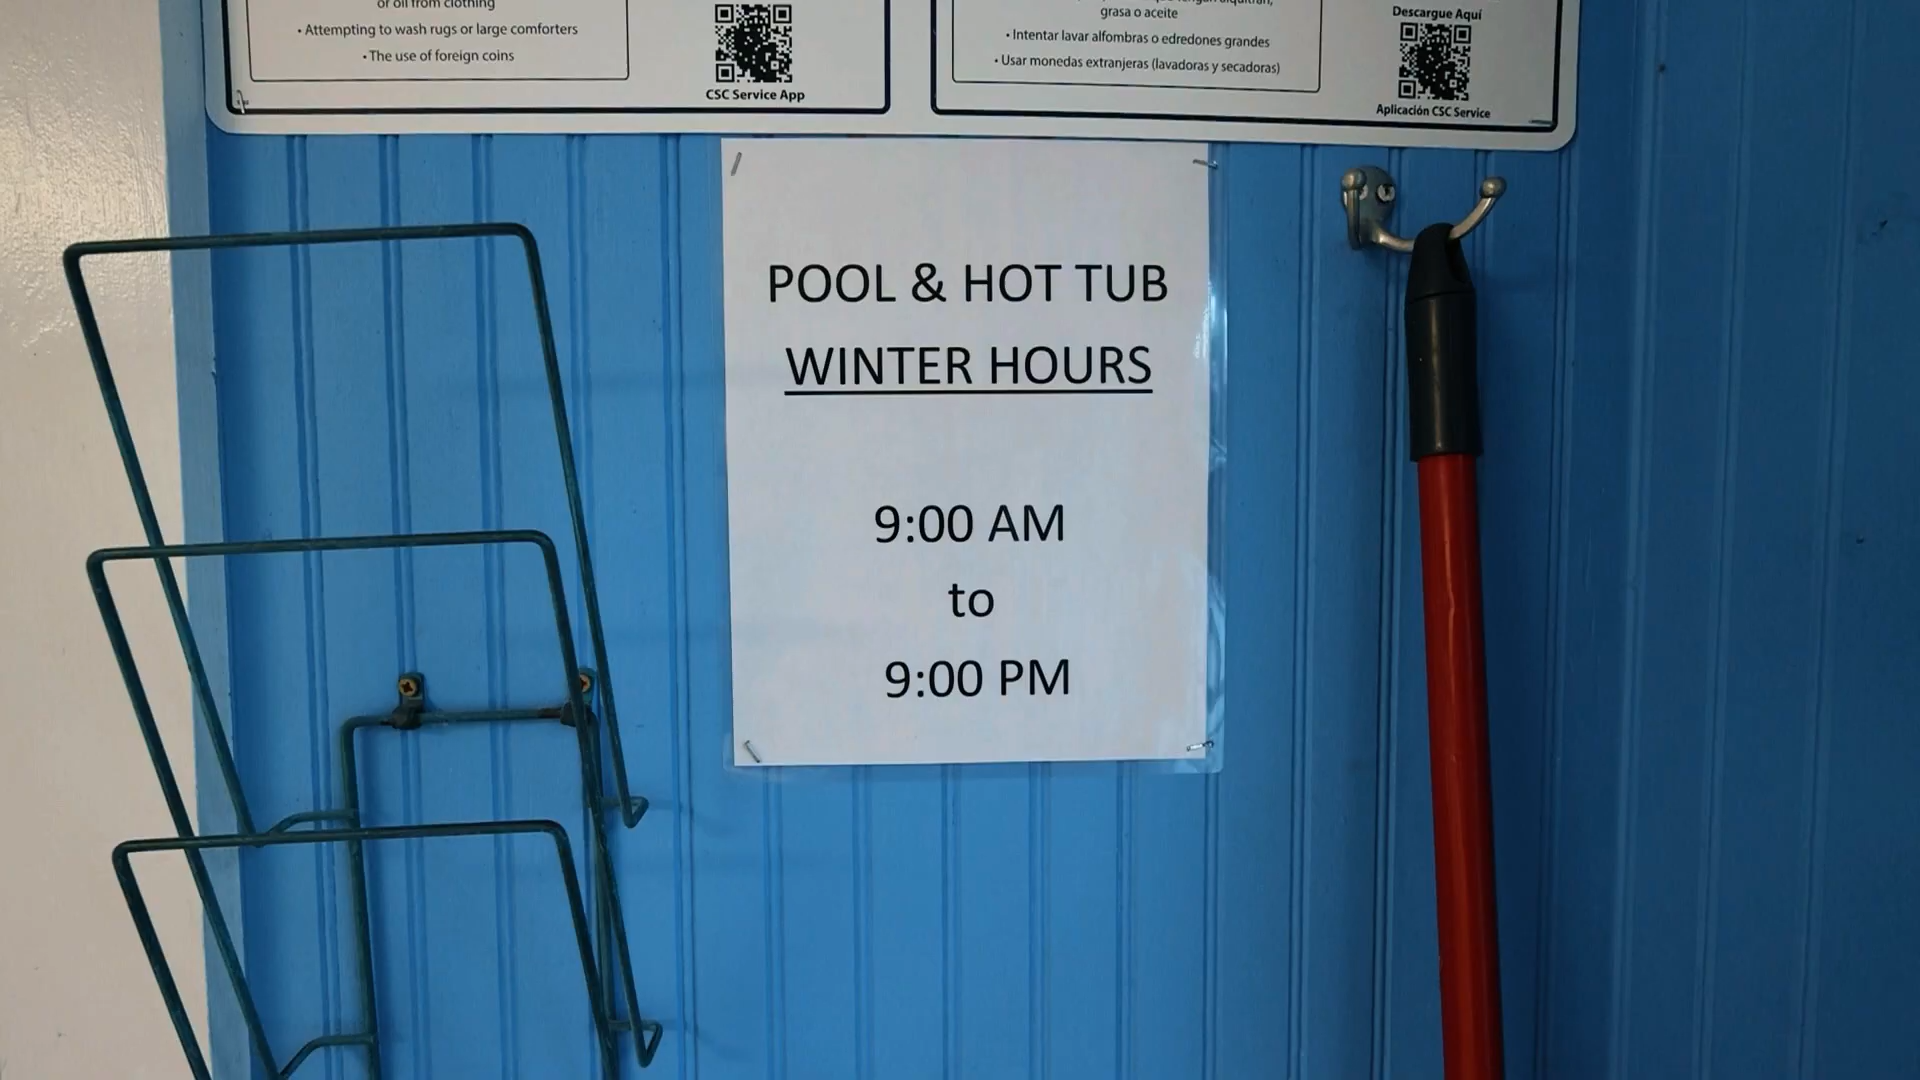 or oil from clothing
• Attempting to wash rugs or large comforters
• The use of foreign coins
CSC Service App
grasa o aceite
• Intentar lavar alfombras o edredones grandes
• Usar monedas extranjeras (lavadoras y secadoras)
Descargue Aquí
Aplicación CSC Service
POOL & HOT TUB
WINTER HOURS
9:00 AM
to
9:00 PM